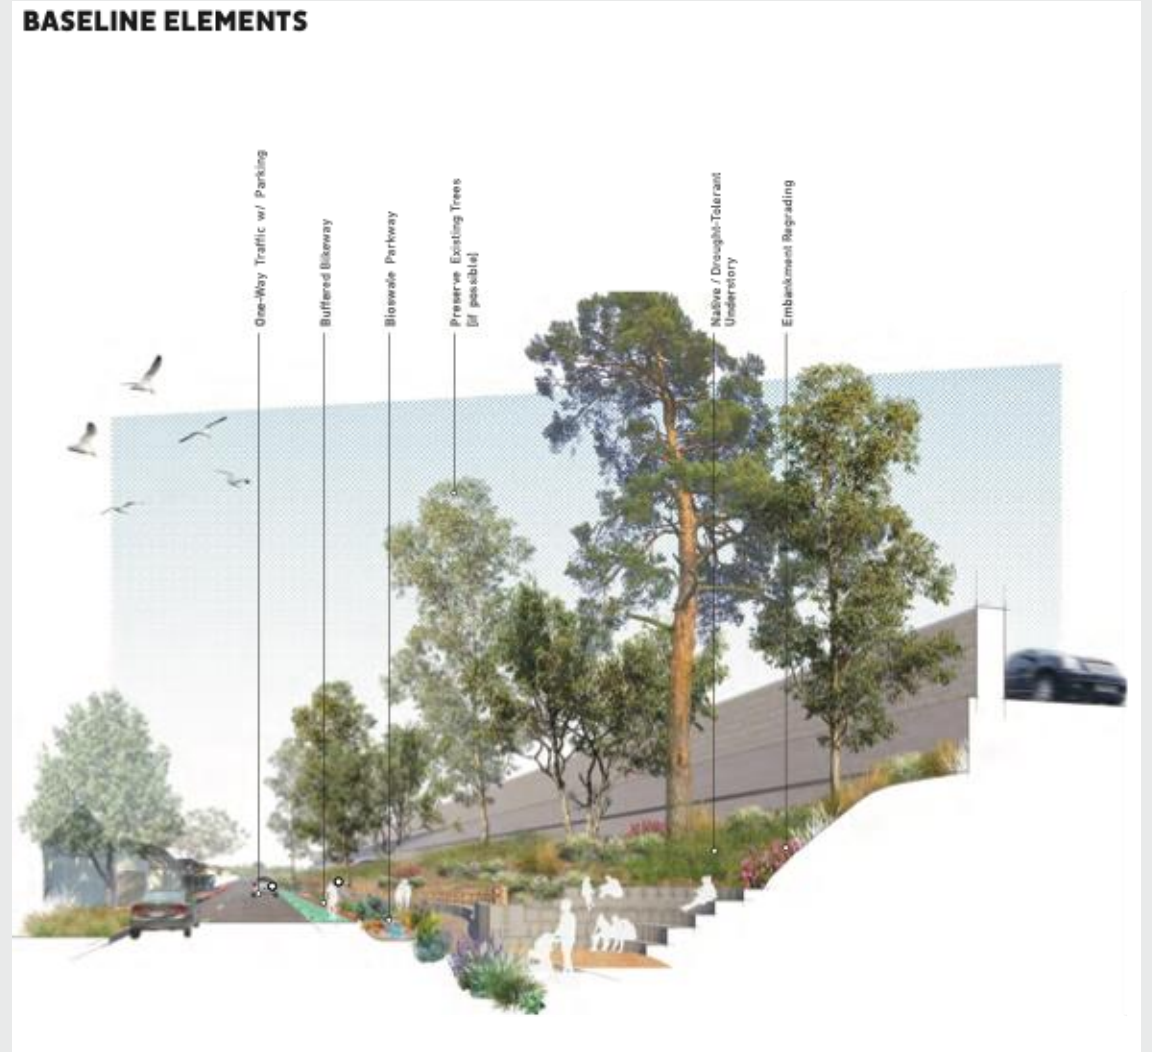 BASELINE ELEMENTS
One-Way Traffic w/ Parking
Buffered Bikeway
Bioswale Parkway
Preserve Existing Trees
[if possible]
Native / Drought-Tolerant
Understory
Embankment Regrading